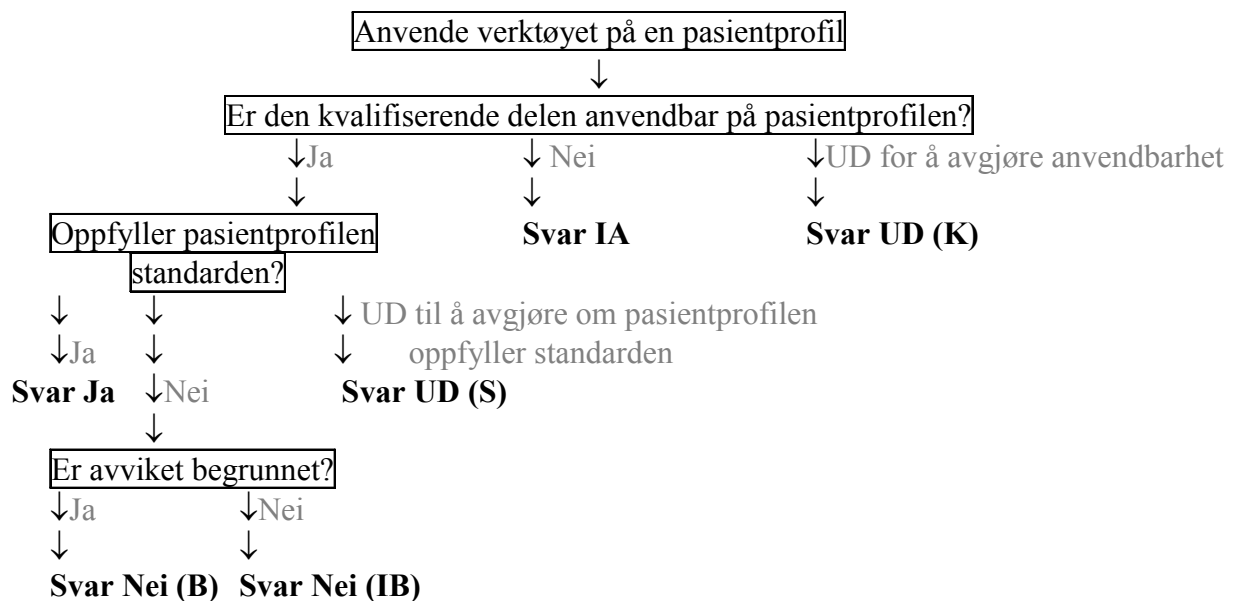 Anvende verktøyet på en pasientprofil
↓
Er den kvalifiserende delen anvendbar på pasientprofilen?
↓Ja ↓ Nei ↓UD for å avgjøre anvendbarhet
↓ ↓ ↓
Oppfyller pasientprofilen Svar IA Svar UD (K)
standarden?
↓ ↓ ↓ UD til å avgjøre om pasientprofilen
↓Ja ↓ ↓ oppfyller standarden
Svar Ja ↓Nei Svar UD (S)
↓
Er avviket begrunnet?
↓Ja ↓Nei
↓ ↓
Svar Nei (B) Svar Nei (IB)